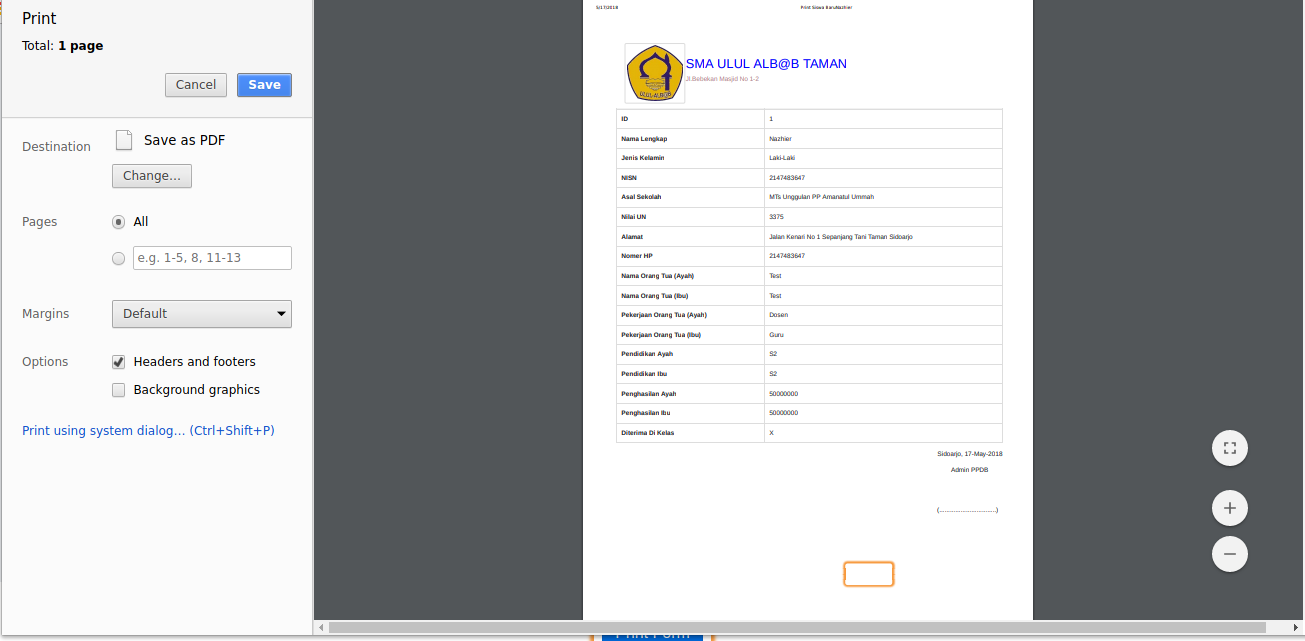 Print
Total: 1 page
Cancel
Save
Destination
Save as PDF
Change...
Pages
All
e.g. 1-5, 8, 11-13
Margins
Default
Options
Headers and footers
Background graphics
Print using system dialog... (Ctrl+Shift+P)
5/17/2018
Print Siswa BaruNazhier
ULUL-ALB@B
SMA ULUL ALB@B TAMAN
Jl.Bebekan Masjid No 1-2
ID 1
Nama Lengkap Nazhier
Jenis Kelamin Laki-Laki
NISN 2147483647
Asal Sekolah MTs Unggulan PP Amanatul Ummah
Nilai UN 3375
Alamat Jalan Kenari No 1 Sepanjang Tani Taman Sidoarjo
Nomer HP 2147483647
Nama Orang Tua (Ayah) Test
Nama Orang Tua (Ibu) Test
Pekerjaan Orang Tua (Ayah) Dosen
Pekerjaan Orang Tua (Ibu) Guru
Pendidikan Ayah S2
Pendidikan Ibu S2
Penghasilan Ayah 50000000
Penghasilan Ibu 50000000
Diterima Di Kelas X
Sidoarjo, 17-May-2018
Admin PPDB
(..............................)
Print Form